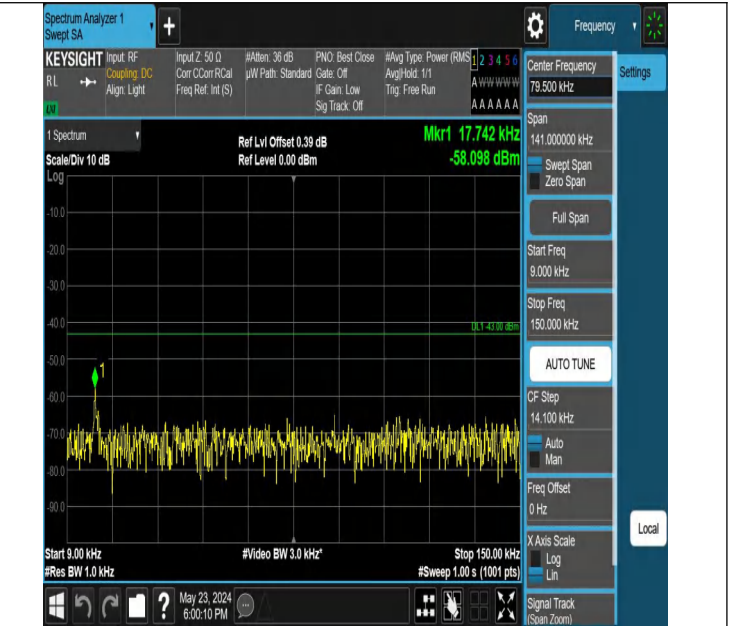 Spectrum Analyzer 1
Swept SA
+
Frequency
KEYSIGHT
RL
Input: RF
Coupling: DC
Align: Light
Input Z: 50 Ω
Corr CCorr RCal
Freq Ref: Int (S)
#Atten: 36 dB
µW Path: Standard
PNO: Best Close
Gate: Off
IF Gain: Low
Sig Track: Off
#Avg Type: Power (RMS
Avg|Hold: 1/1
Trig: Free Run
1 2 3 4 5 6
A W W W W W
A A A A A A
1 Spectrum
Scale/Div 10 dB
Log
Ref Lvl Offset 0.39 dB
Ref Level 0.00 dBm
Mkr1 17.742 kHz
-58.098 dBm
-10.0
-20.0
-30.0
-40.0
-50.0
-60.0
-70.0
-80.0
-90.0
DL1 -43.00 dBm
1
Start 9.00 kHz
#Res BW 1.0 kHz
#Video BW 3.0 kHz*
Stop 150.00 kHz
#Sweep 1.00 s (1001 pts)
?
May 23, 2024
6:00:10 PM
Center Frequency
79.500 kHz
Settings
Span
141.000000 kHz
Swept Span
Zero Span
Full Span
Start Freq
9.000 kHz
Stop Freq
150.000 kHz
AUTO TUNE
CF Step
14.100 kHz
Auto
Man
Freq Offset
0 Hz
X Axis Scale
Log
Lin
Local
Signal Track
(Span Zoom)